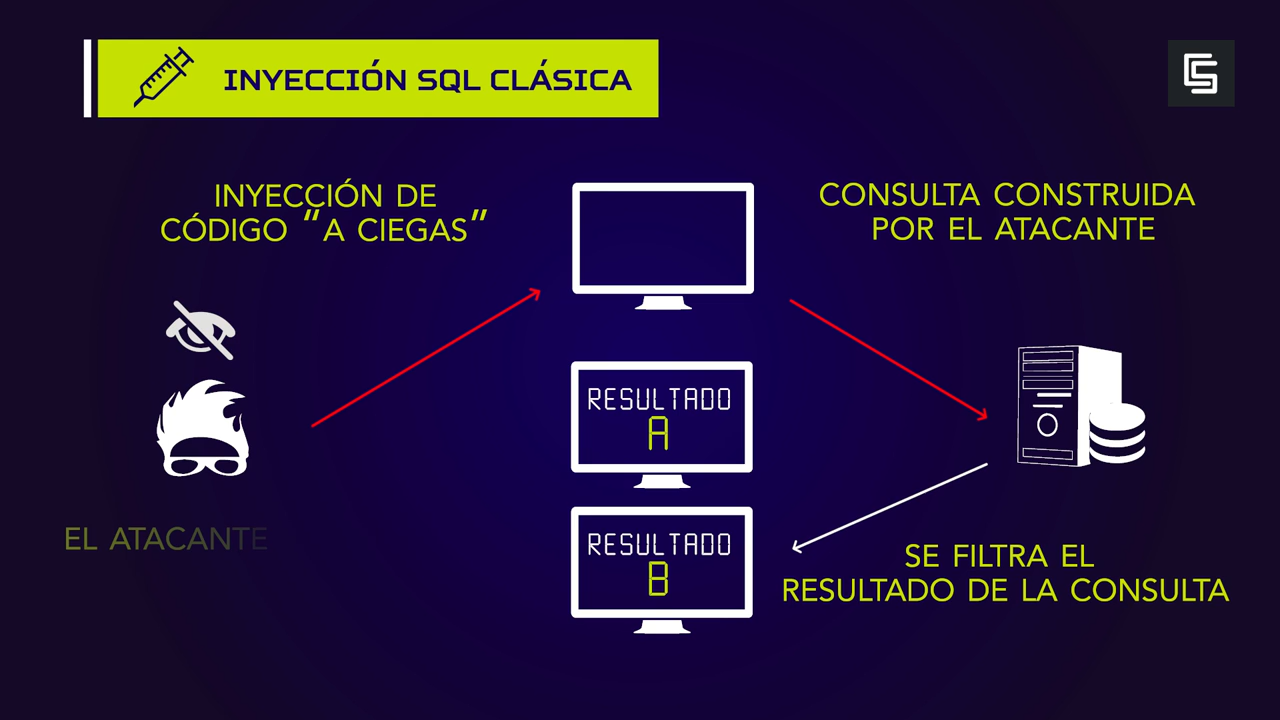 INYECCIÓN SQL CLÁSICA
INYECCIÓN DE
CÓDIGO "A CIEGAS"
CONSULTA CONSTRUIDA
POR EL ATACANTE
RESULTADO
A
RESULTADO
B
EL ATACANTE
SE FILTRA EL
RESULTADO DE LA CONSULTA